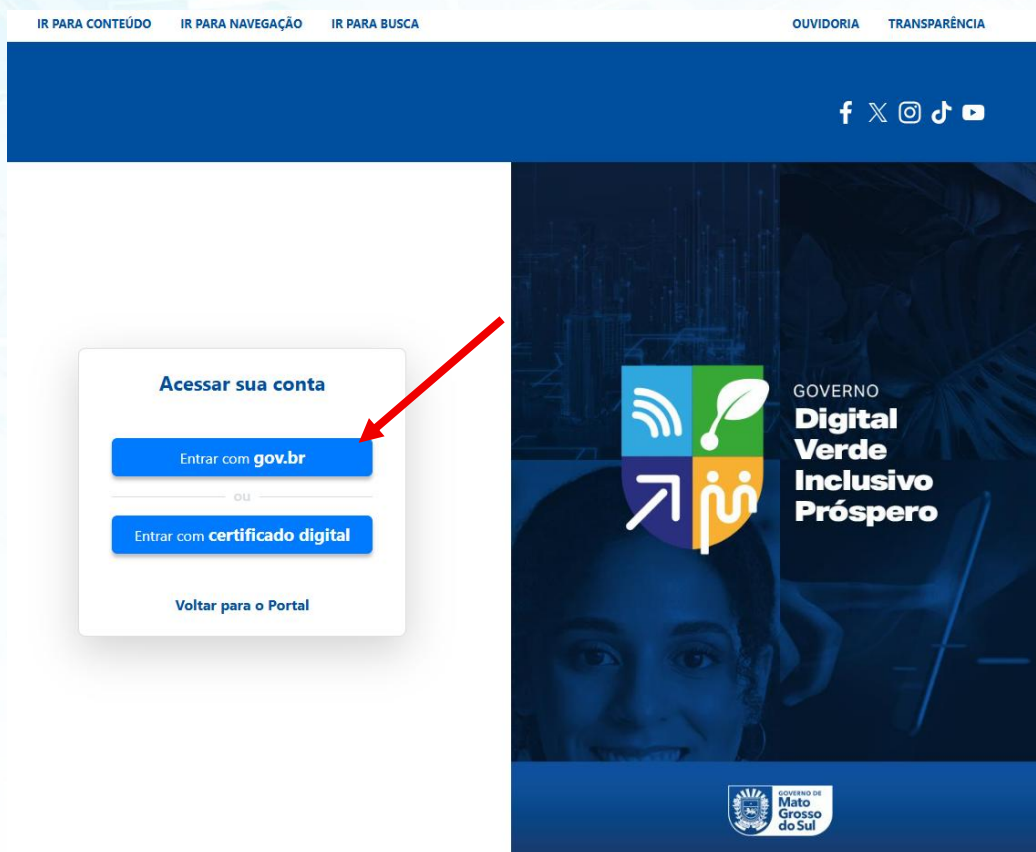 IR PARA CONTEÚDO IR PARA NAVEGAÇÃO IR PARA BUSCA OUVIDORIA TRANSPARÊNCIA
Acessar sua conta
Entrar com gov.br
ou
Entrar com certificado digital
Voltar para o Portal
GOVERNO
Digital
Verde
Inclusivo
Próspero
GOVERNO DE
Mato
Grosso
do Sul